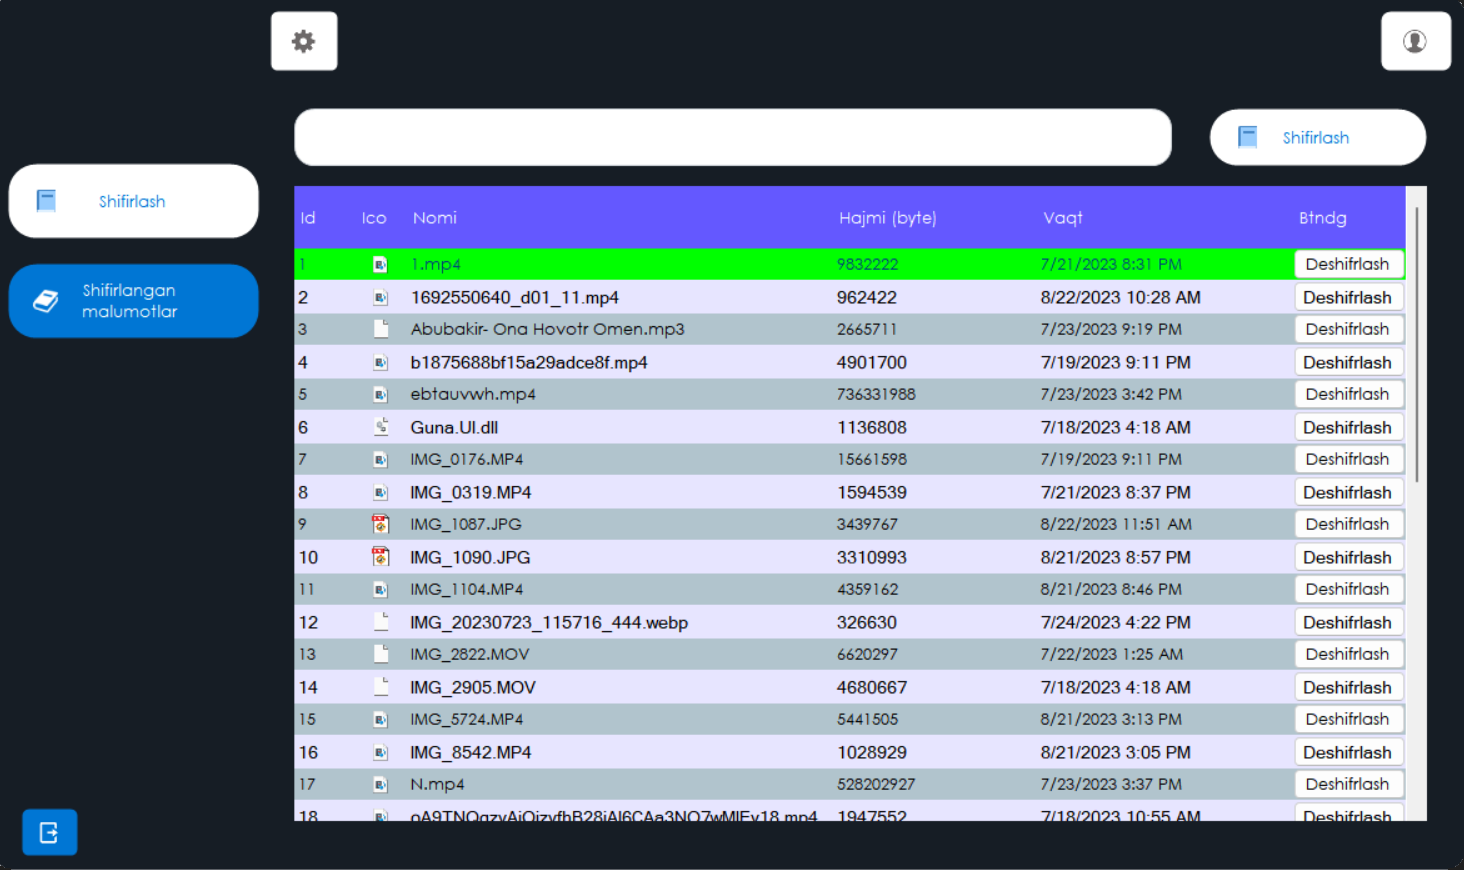 Shifirlash
Shifirlash
Shifirlangan
malumotlar
Id Ico Nomi Hajmi (byte) Vaqt Btndg
1 1.mp4 9832222 7/21/2023 8:31 PM Deshifrlash
2 1692550640_d01_11.mp4 962422 8/22/2023 10:28 AM Deshifrlash
3 Abubakir- Ona Hovotr Omen.mp3 2665711 7/23/2023 9:19 PM Deshifrlash
4 b1875688bf15a29adce8f.mp4 4901700 7/19/2023 9:11 PM Deshifrlash
5 ebtauvwh.mp4 736331988 7/23/2023 3:42 PM Deshifrlash
6 Guna.UI.dll 1136808 7/18/2023 4:18 AM Deshifrlash
7 IMG_0176.MP4 15661598 7/19/2023 9:11 PM Deshifrlash
8 IMG_0319.MP4 1594539 7/21/2023 8:37 PM Deshifrlash
9 IMG_1087.JPG 3439767 8/22/2023 11:51 AM Deshifrlash
10 IMG_1090.JPG 3310993 8/21/2023 8:57 PM Deshifrlash
11 IMG_1104.MP4 4359162 8/21/2023 8:46 PM Deshifrlash
12 IMG_20230723_115716_444.webp 326630 7/24/2023 4:22 PM Deshifrlash
13 IMG_2822.MOV 6620297 7/22/2023 1:25 AM Deshifrlash
14 IMG_2905.MOV 4680667 7/18/2023 4:18 AM Deshifrlash
15 IMG_5724.MP4 5441505 8/21/2023 3:13 PM Deshifrlash
16 IMG_8542.MP4 1028929 8/21/2023 3:05 PM Deshifrlash
17 N.mp4 528202927 7/23/2023 3:37 PM Deshifrlash
18 1947552 7/18/2023 10:55 AM Deshifrlash